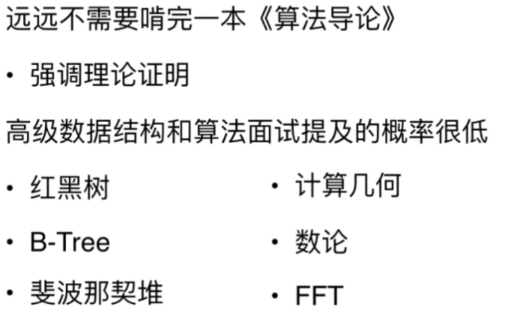 远远不需要啃完一本《算法导论》
• 强调理论证明
高级数据结构和算法面试提及的概率很低
• 红黑树
• 计算几何
• B-Tree
• 数论
• 斐波那契堆
• FFT